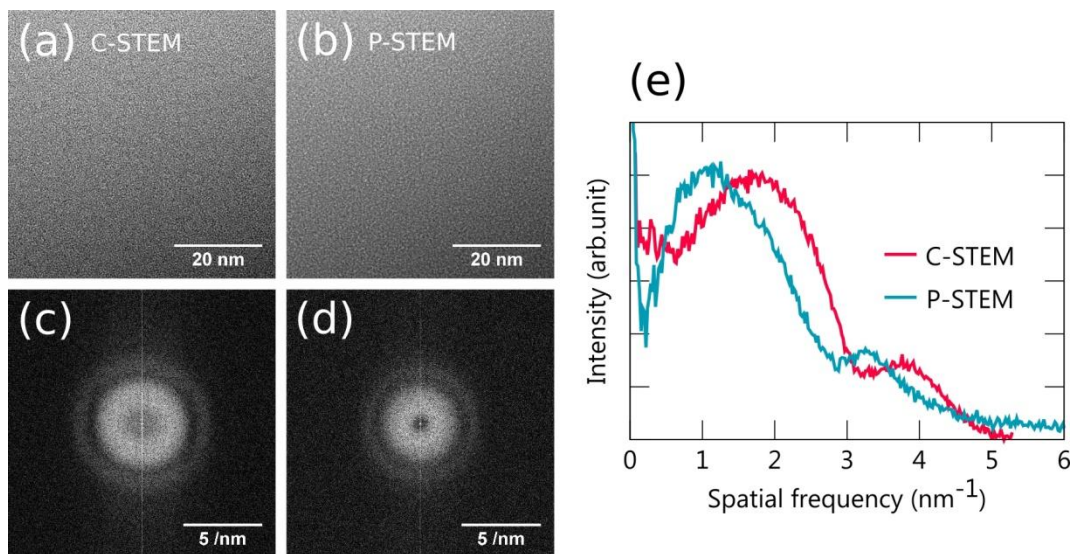 (a) C-STEM
20 nm
(b) P-STEM
20 nm
(c)
5 /nm
(d)
5 /nm
(e)
Intensity (arb.unit)
C-STEM
P-STEM
0 1 2 3 4 5 6
Spatial frequency (nm⁻¹)